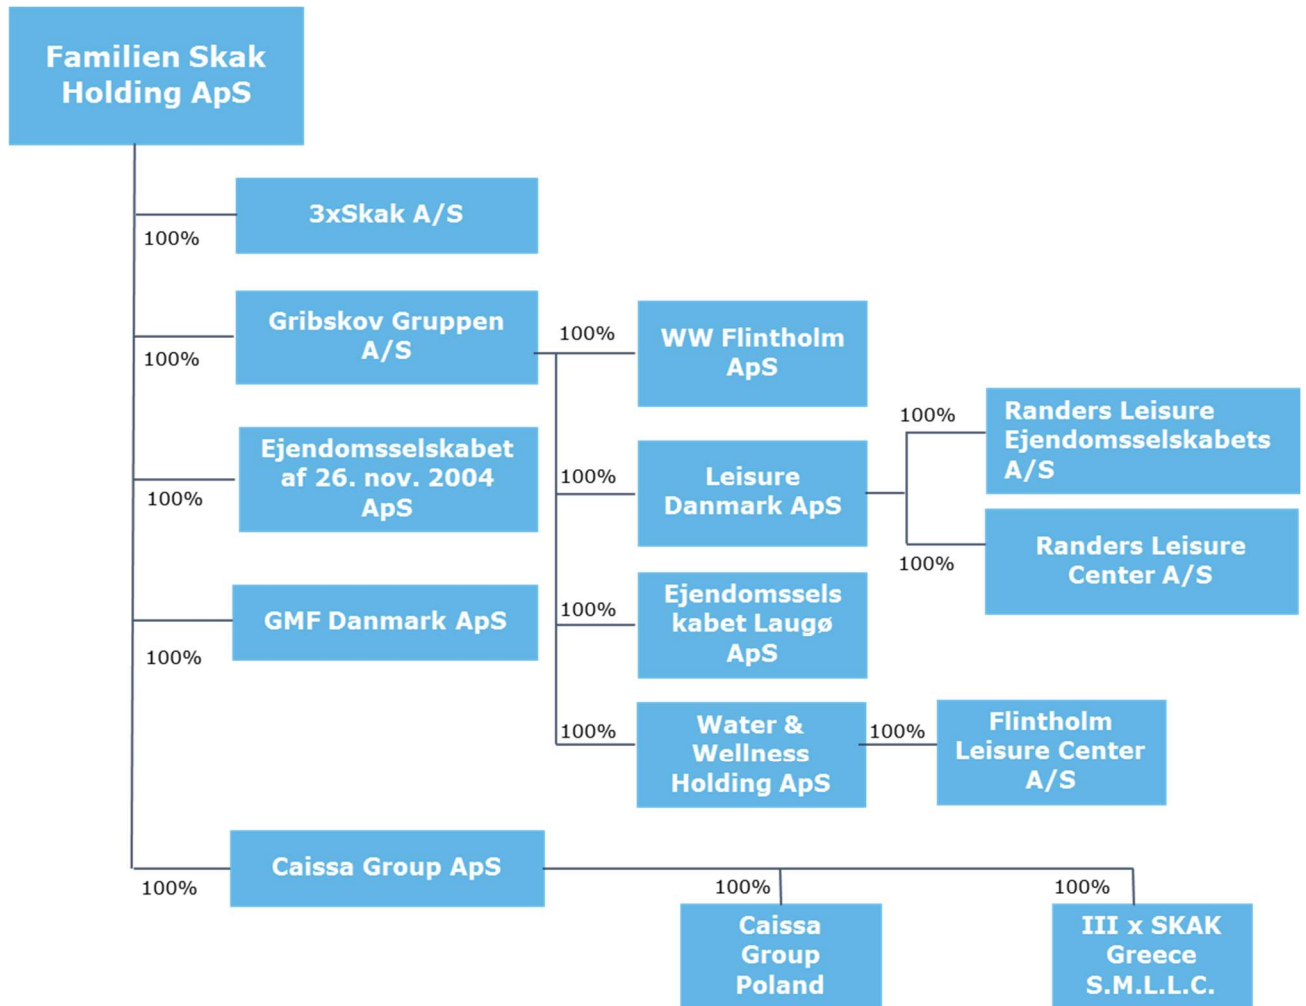 Familien Skak
Holding ApS
3xSkak A/S
100%
Gribskov Gruppen
A/S
100%
100%
WW Flintholm
ApS
Ejendomsselskabet
af 26. nov. 2004
ApS
100%
100%
Leisure
Danmark ApS
100%
Randers Leisure
Ejendomsselskabets
A/S
100%
Randers Leisure
Center A/S
GMF Danmark ApS
100%
100%
Ejendomssels
kabet Laugø
ApS
100%
Water &
Wellness
Holding ApS
100%
Flintholm
Leisure Center
A/S
Caissa Group ApS
100%
100%
Caissa
Group
Poland
100%
III x SKAK
Greece
S.M.L.L.C.